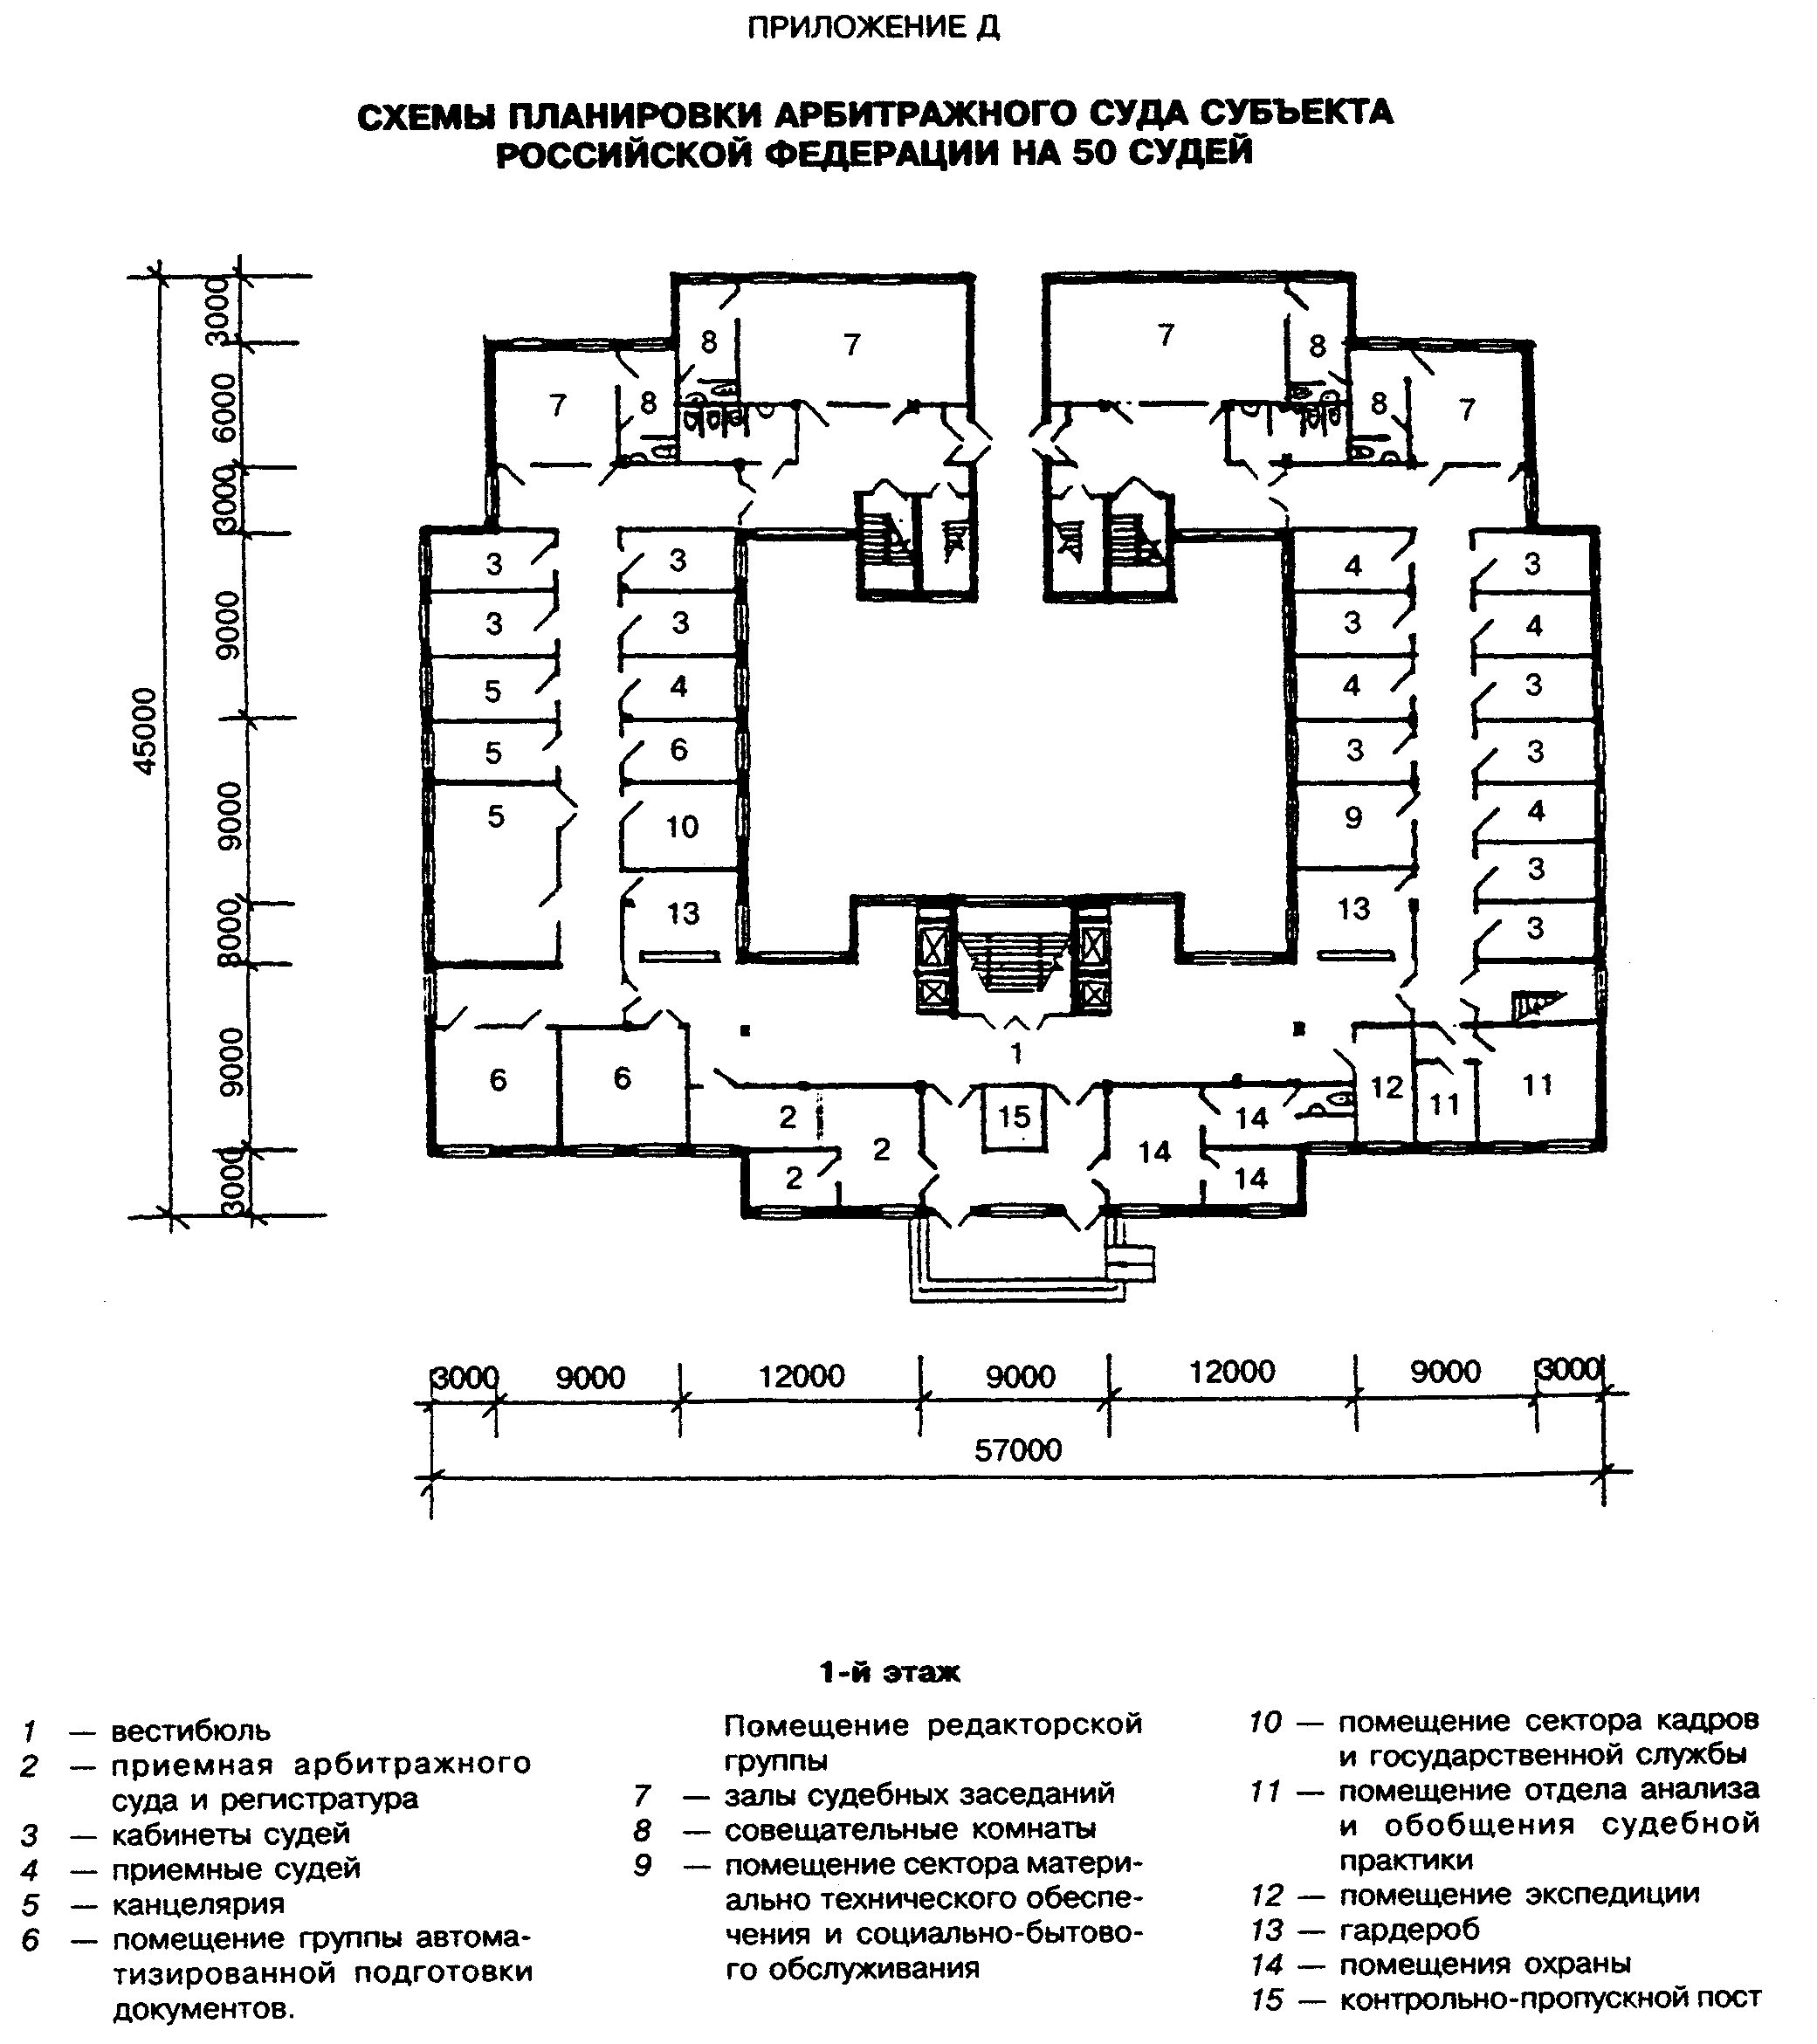 ПРИЛОЖЕНИЕ Д
СХЕМЫ ПЛАНИРОВКИ АРБИТРАЖНОГО СУДА СУБЪЕКТА
РОССИЙСКОЙ ФЕДЕРАЦИИ НА 50 СУДЕЙ
3000
6000
3000
9000
9000
8000
9000
3000
45000
8 7 7 8
7 8 8 7
3 3 4 3
3 3 3 4
5 4 4 3
5 6 3 3
5 10 9 4
3
13 13 3
1
6 6 2 15 14 12 11 11
2 14
2 14
3000 9000 12000 9000 12000 9000 3000
57000
1-й этаж
1 — вестибюль
2 — приемная арбитражного
суда и регистратура
3 — кабинеты судей
4 — приемные судей
5 — канцелярия
6 — помещение группы автома-
тизированной подготовки
документов.
Помещение редакторской
группы
7 — залы судебных заседаний
8 — совещательные комнаты
9 — помещение сектора матери-
ально технического обеспе-
чения и социально-бытово-
го обслуживания
10 — помещение сектора кадров
и государственной службы
11 — помещение отдела анализа
и обобщения судебной
практики
12 — помещение экспедиции
13 — гардероб
14 — помещения охраны
15 — контрольно-пропускной пост